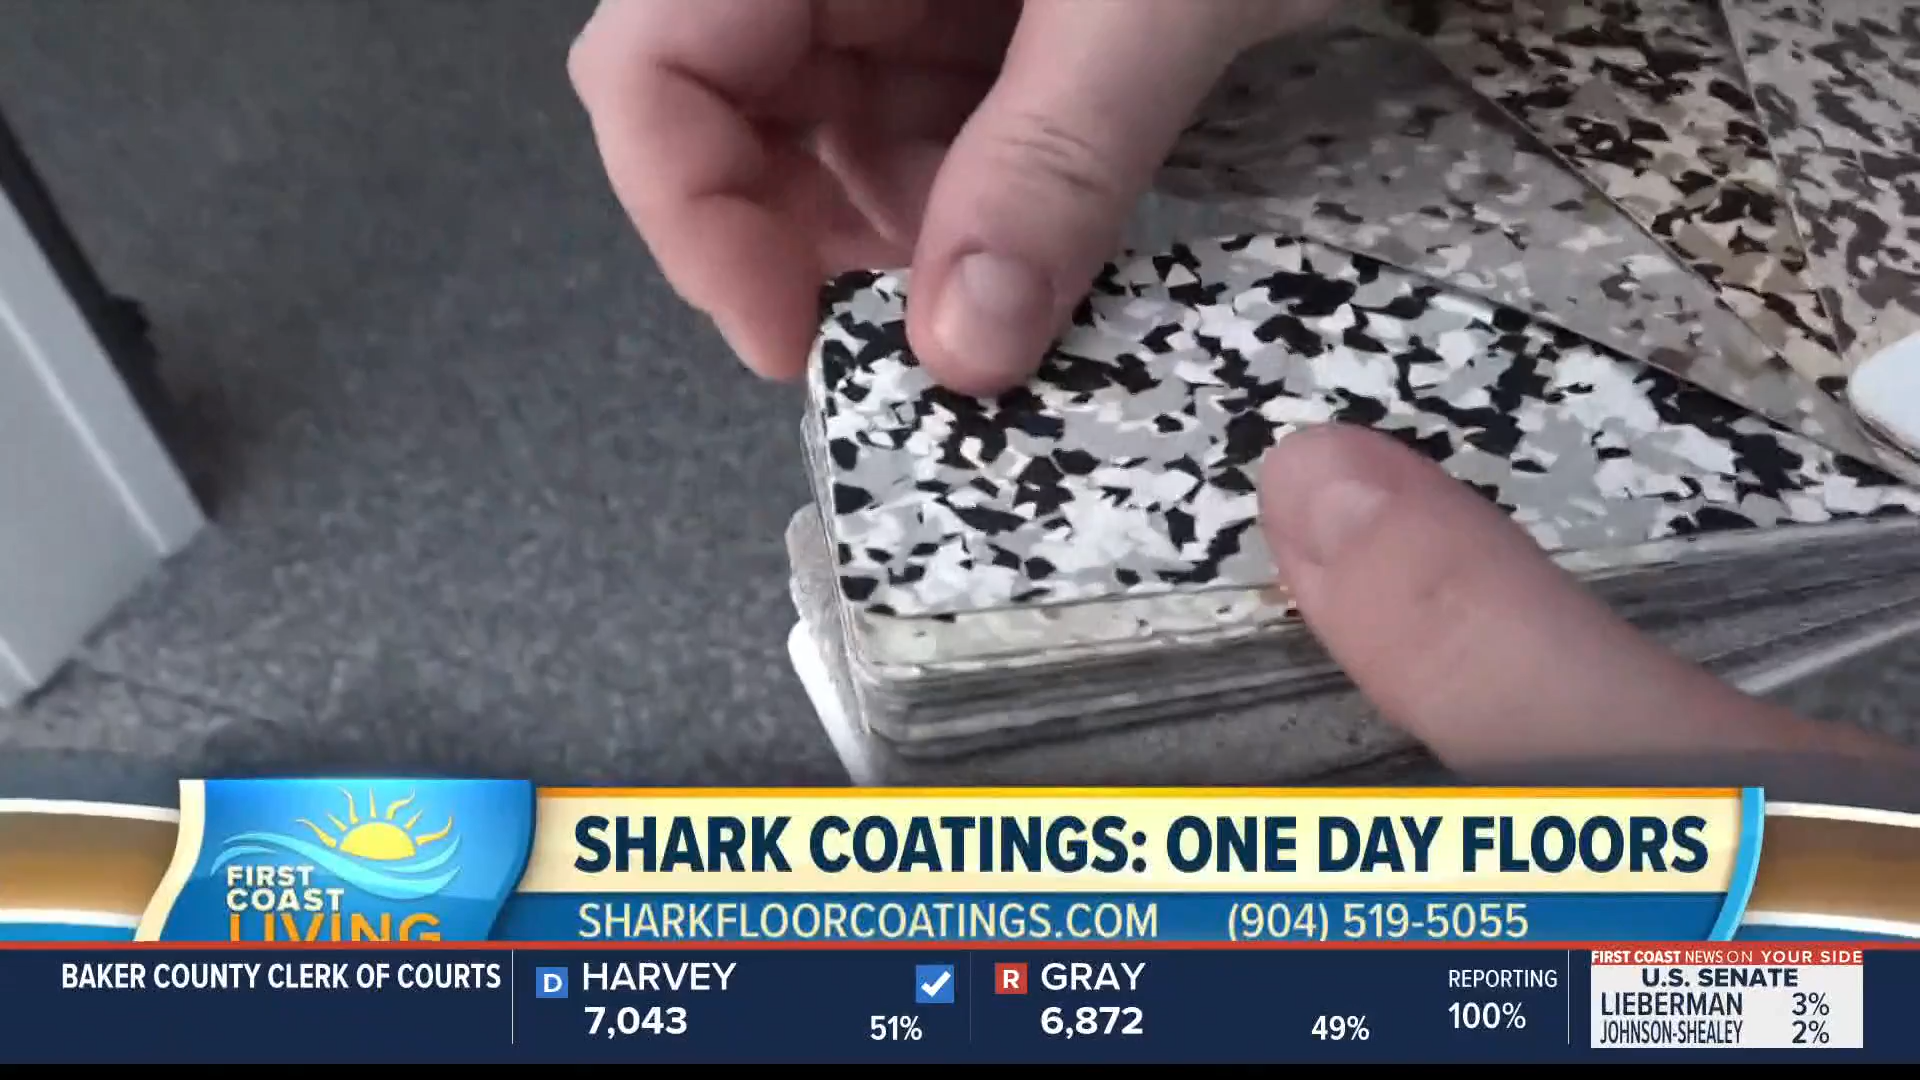 SHARK COATINGS: ONE DAY FLOORS
FIRST
COAST
LIVING
SHARKFLOORCOATINGS.COM (904) 519-5055
BAKER COUNTY CLERK OF COURTS
D HARVEY
7,043 51%
R GRAY
6,872 49%
REPORTING
100%
FIRST COAST NEWS ON YOUR SIDE
U.S. SENATE
LIEBERMAN 3%
JOHNSON-SHEALEY 2%